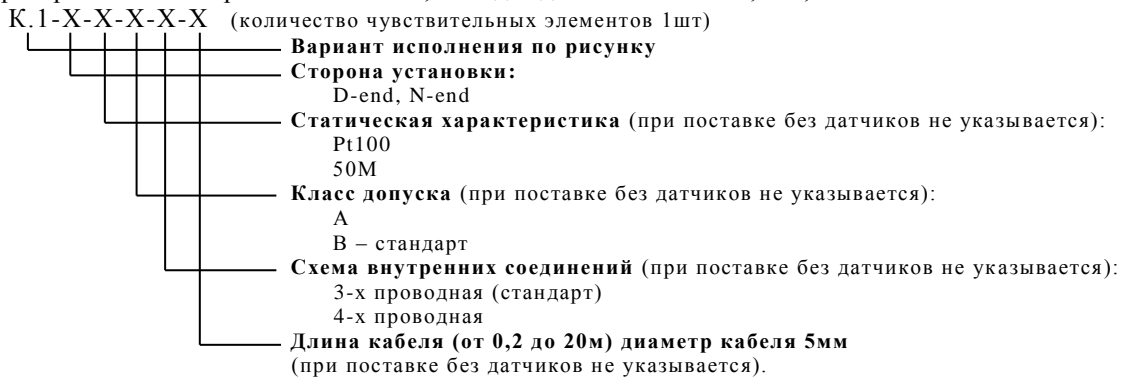 К.1-Х-Х-Х-Х-Х (количество чувствительных элементов 1шт)
Вариант исполнения по рисунку
Сторона установки:
D-end, N-end
Статическая характеристика (при поставке без датчиков не указывается):
Pt100
50М
Класс допуска (при поставке без датчиков не указывается):
А
В – стандарт
Схема внутренних соединений (при поставке без датчиков не указывается):
3-х проводная (стандарт)
4-х проводная
Длина кабеля (от 0,2 до 20м) диаметр кабеля 5мм
(при поставке без датчиков не указывается).